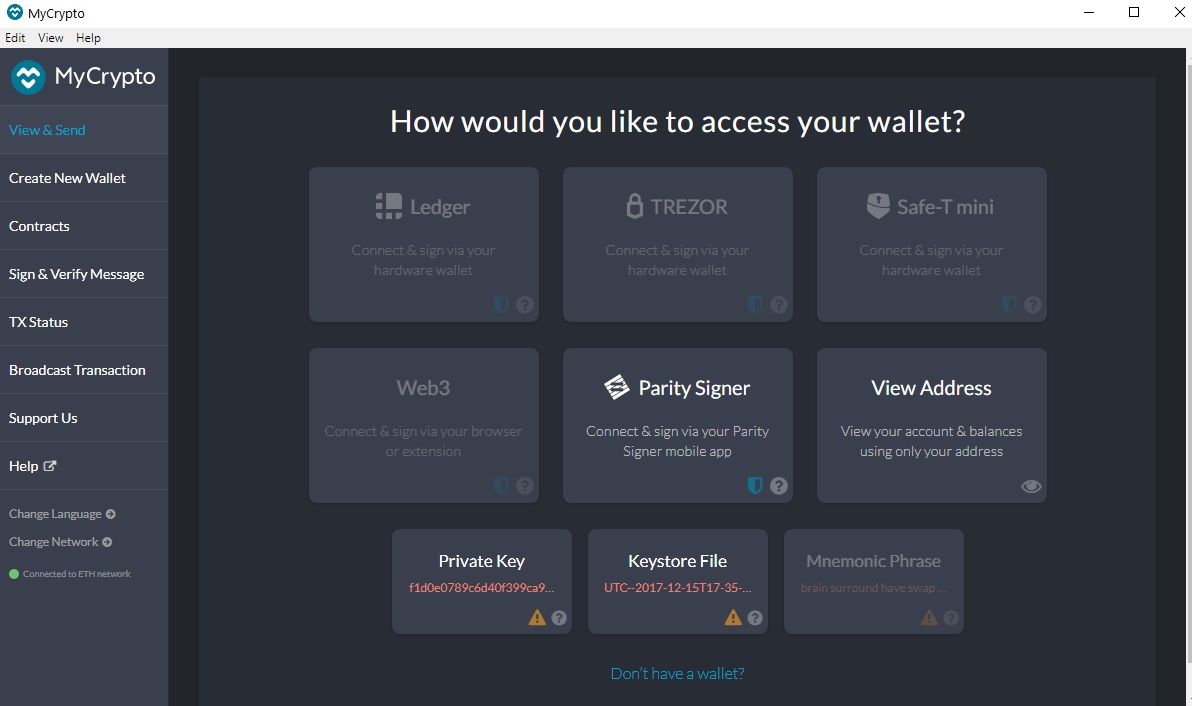 MyCrypto
Edit View Help
MyCrypto
View & Send
Create New Wallet
Contracts
Sign & Verify Message
TX Status
Broadcast Transaction
Support Us
Help
Change Language
Change Network
Connected to ETH network
How would you like to access your wallet?
Ledger
Connect & sign via your
hardware wallet
?
TREZOR
Connect & sign via your
hardware wallet
?
Safe-T mini
Connect & sign via your
hardware wallet
?
Web3
Connect & sign via your browser
or extension
?
Parity Signer
Connect & sign via your Parity
Signer mobile app
?
View Address
View your account & balances
using only your address
Private Key
f1d0e0789c6d40f399ca9...
?
Keystore File
UTC--2017-12-15T17-35-...
?
Mnemonic Phrase
brain surround have swap ...
?
Don't have a wallet?